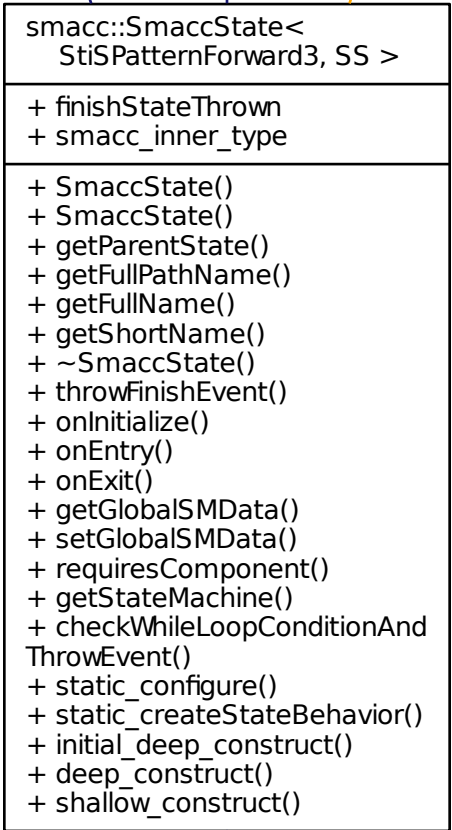 smacc::SmaccState<
StiSPatternForward3, SS >
+ finishStateThrown
+ smacc_inner_type
+ SmaccState()
+ SmaccState()
+ getParentState()
+ getFullPathName()
+ getFullName()
+ getShortName()
+ ~SmaccState()
+ throwFinishEvent()
+ onInitialize()
+ onEntry()
+ onExit()
+ getGlobalSMData()
+ setGlobalSMData()
+ requiresComponent()
+ getStateMachine()
+ checkWhileLoopConditionAnd
ThrowEvent()
+ static_configure()
+ static_createStateBehavior()
+ initial_deep_construct()
+ deep_construct()
+ shallow_construct()